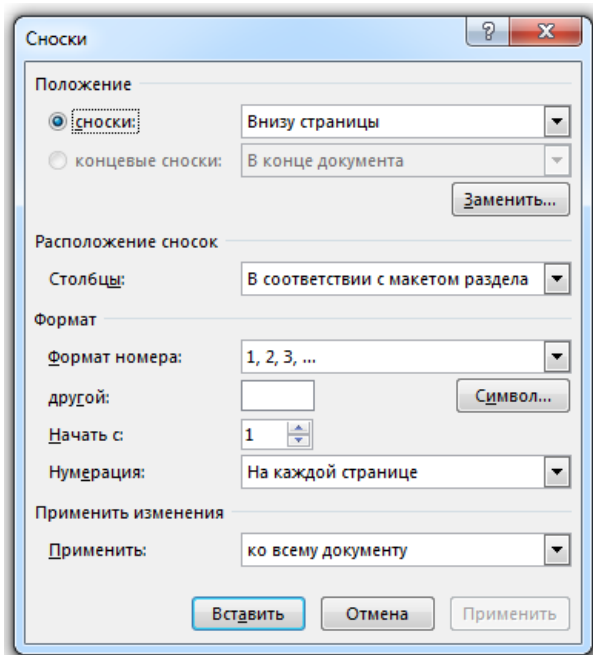 Сноски
Положение
сноски: Внизу страницы
концевые сноски: В конце документа
Заменить...
Расположение сносок
Столбцы: В соответствии с макетом раздела
Формат
Формат номера: 1, 2, 3, ...
другой: Символ...
Начать с: 1
Нумерация: На каждой странице
Применить изменения
Применить: ко всему документу
Вставить Отмена Применить